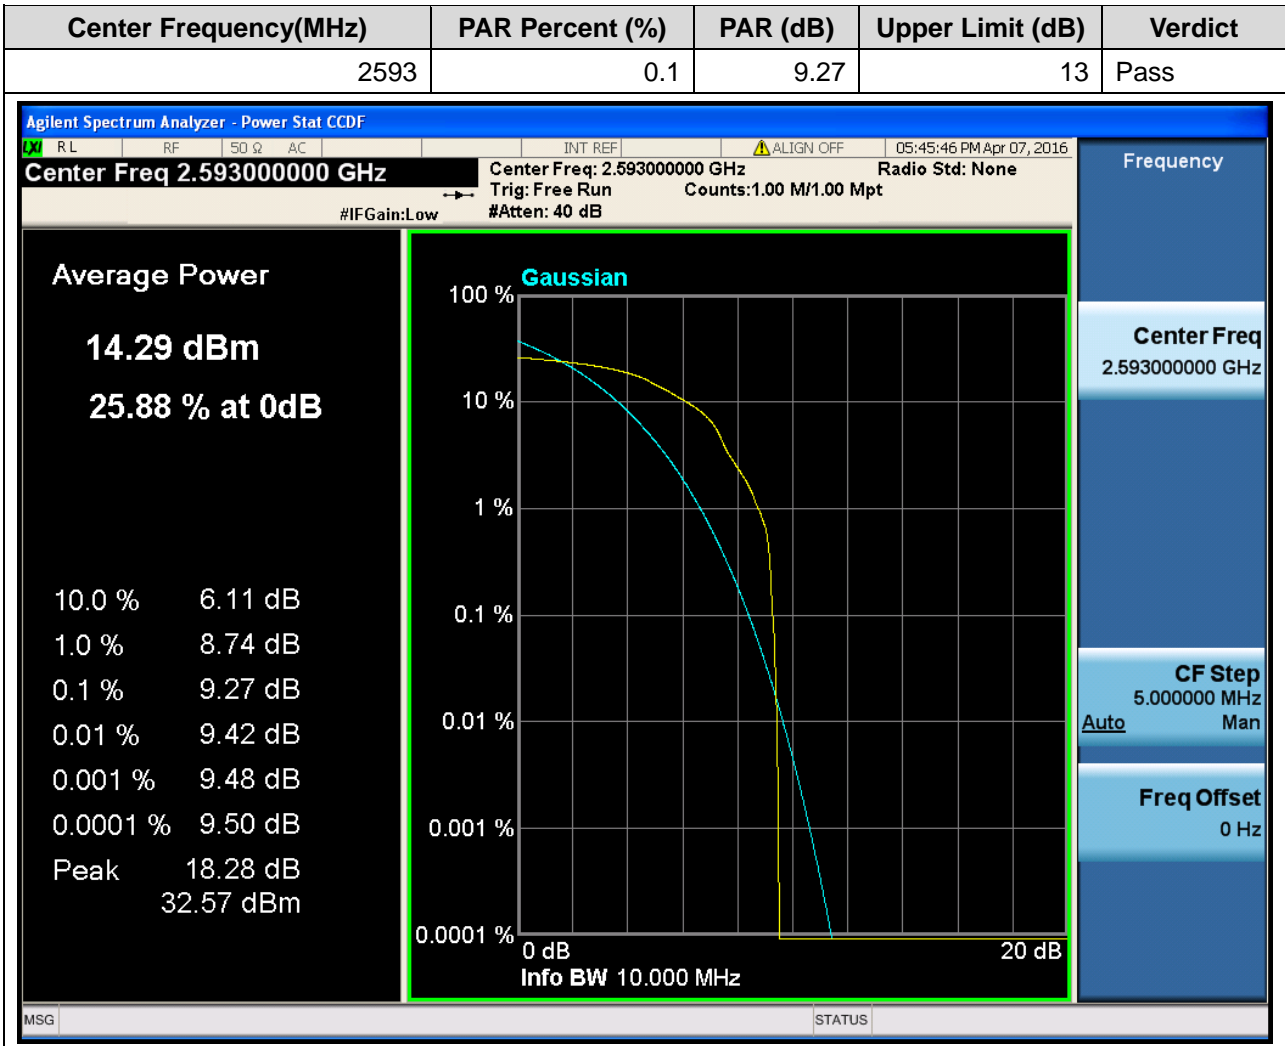 Center Frequency(MHz) PAR Percent (%) PAR (dB) Upper Limit (dB) Verdict
2593 0.1 9.27 13 Pass
Agilent Spectrum Analyzer - Power Stat CCDF
LXI RL RF 50 Ω AC INT REF ALIGN OFF 05:45:46 PM Apr 07, 2016
Center Freq 2.593000000 GHz
Center Freq: 2.593000000 GHz Radio Std: None
Trig: Free Run Counts:1.00 M/1.00 Mpt
#IFGain:Low #Atten: 40 dB
Average Power
14.29 dBm
25.88 % at 0dB
10.0 % 6.11 dB
1.0 % 8.74 dB
0.1 % 9.27 dB
0.01 % 9.42 dB
0.001 % 9.48 dB
0.0001 % 9.50 dB
Peak 18.28 dB
32.57 dBm
Gaussian
100 %
10 %
1 %
0.1 %
0.01 %
0.001 %
0.0001 %
0 dB 20 dB
Info BW 10.000 MHz
Frequency
Center Freq
2.593000000 GHz
CF Step
5.000000 MHz
Auto Man
Freq Offset
0 Hz
MSG STATUS